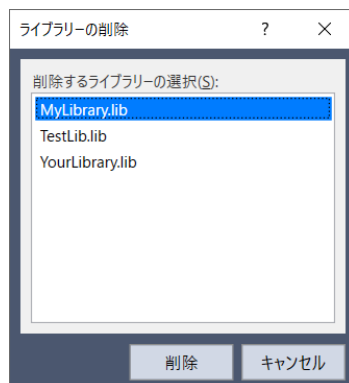 ライブラリーの削除 ? ×
削除するライブラリーの選択(S):
MyLibrary.lib
TestLib.lib
YourLibrary.lib
削除 キャンセル